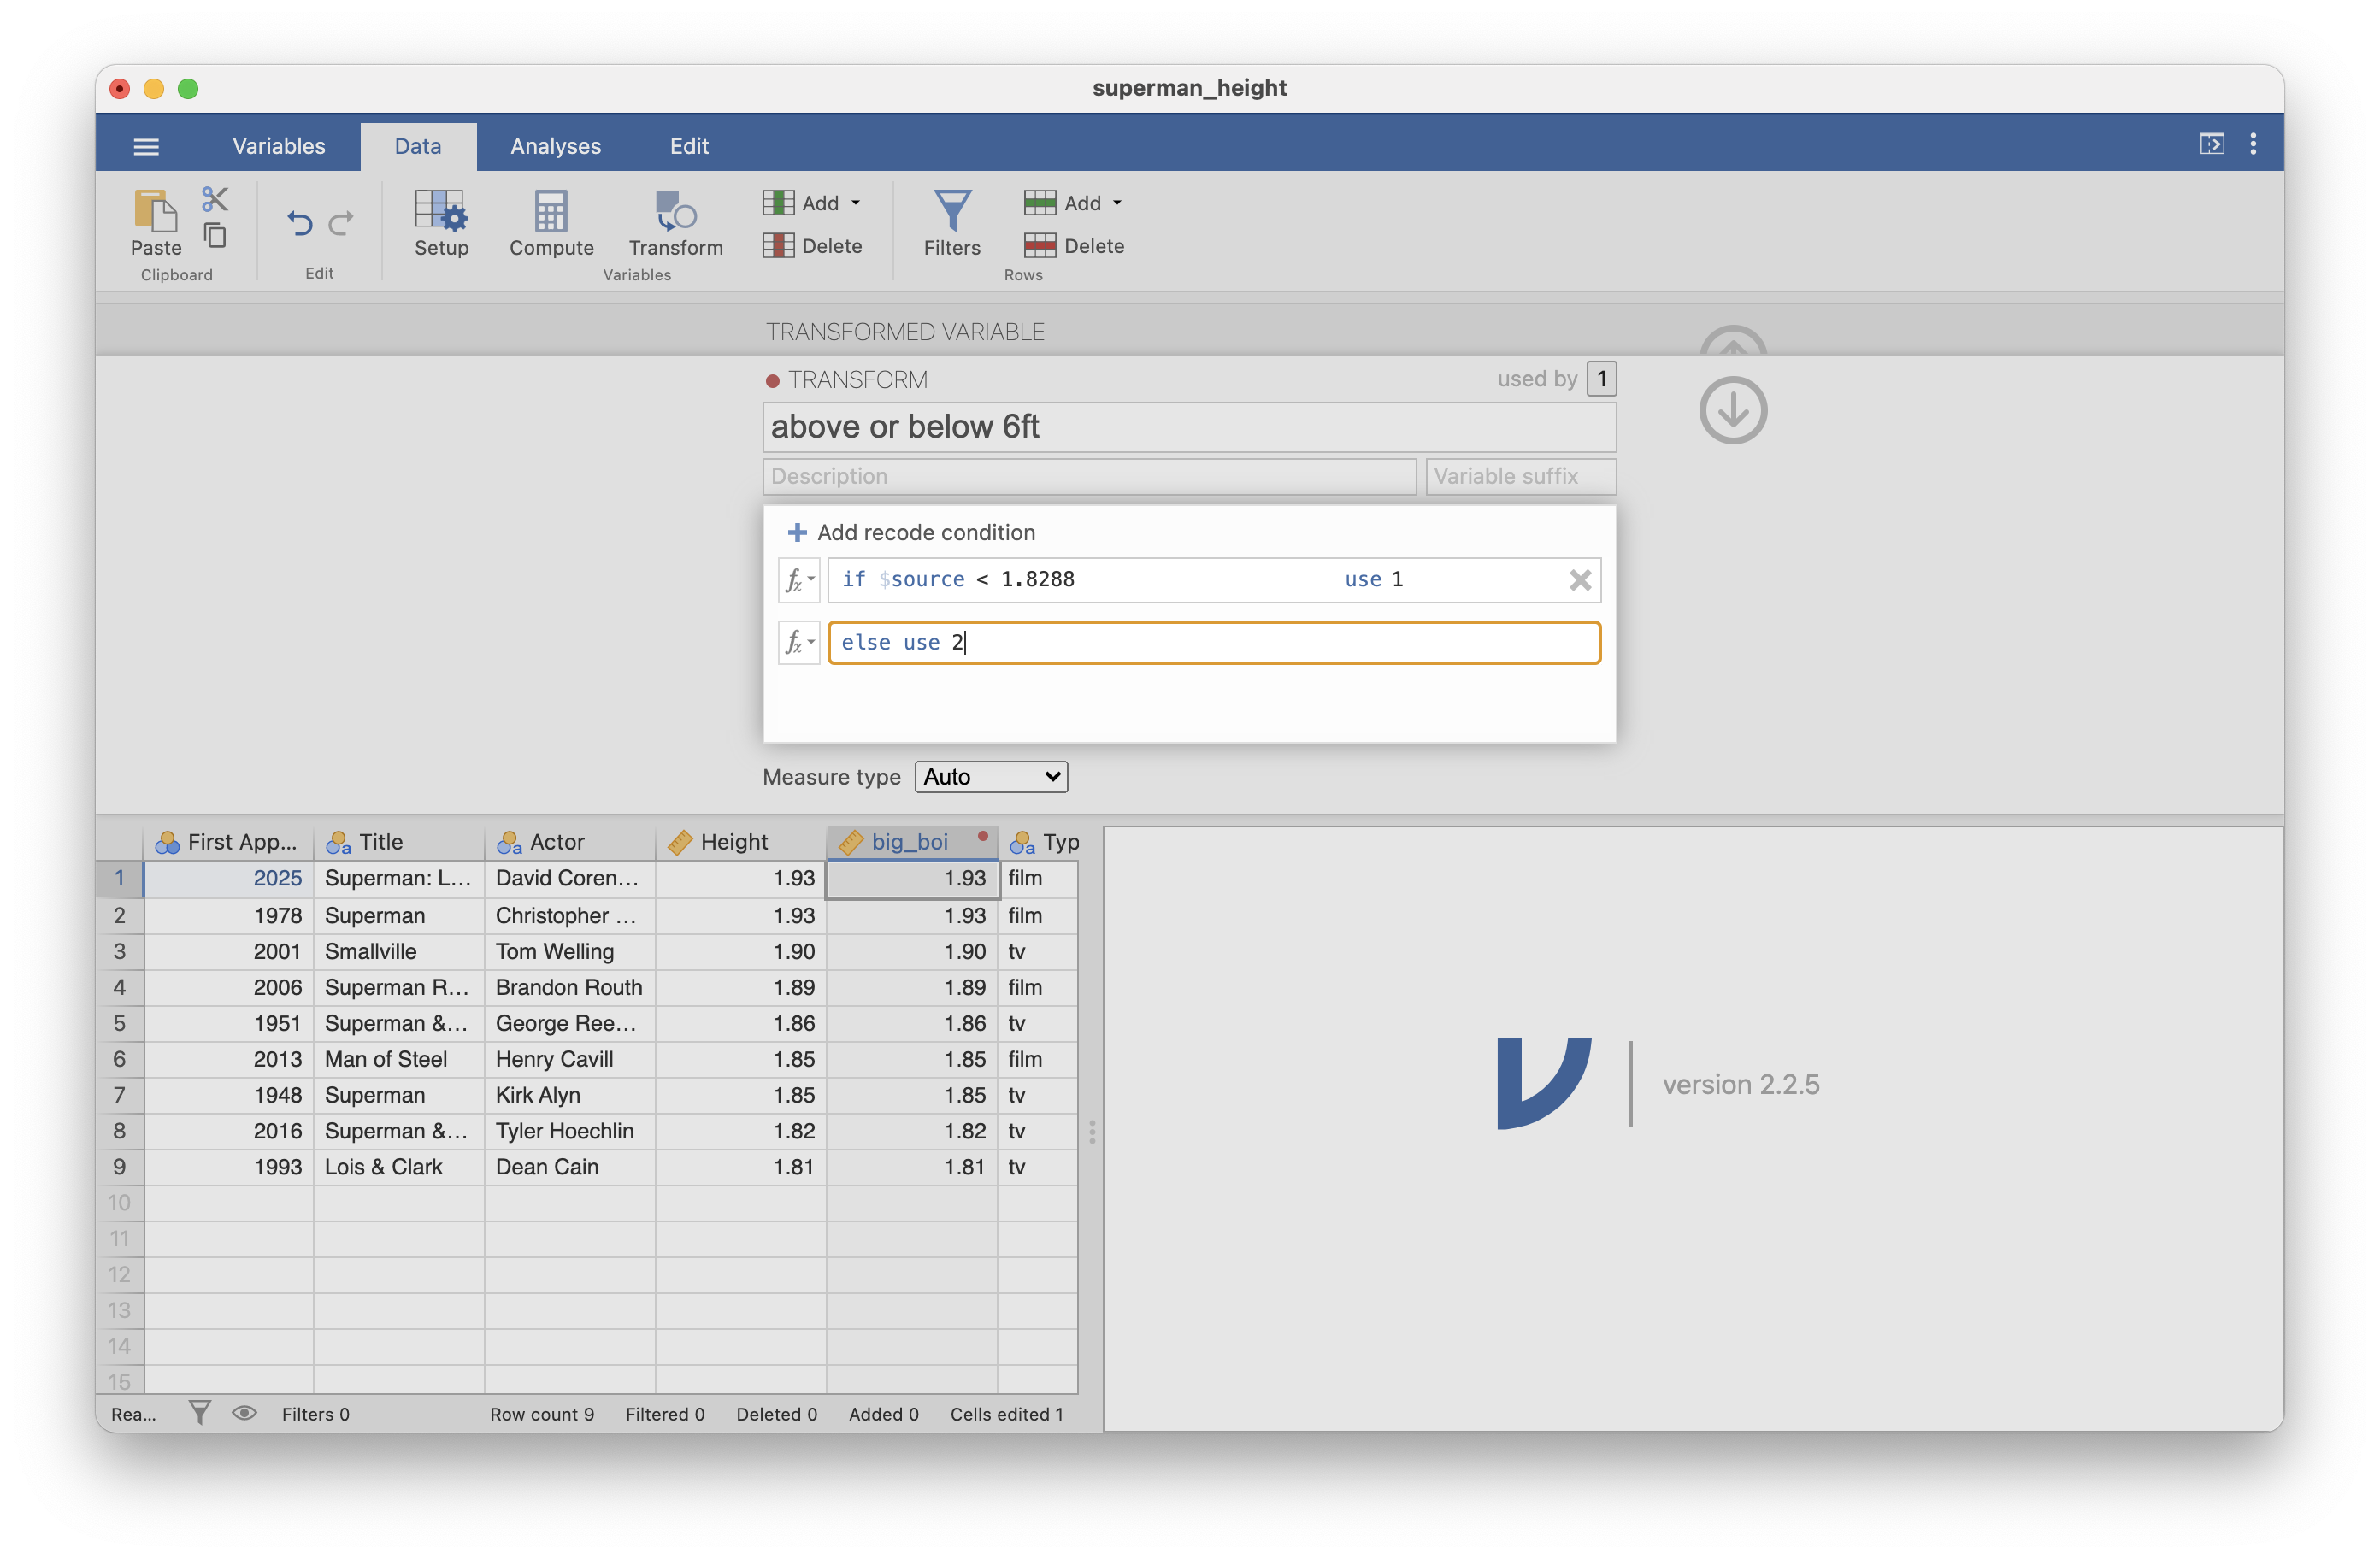 superman_height
Variables Data Analyses Edit
Paste Setup Compute Transform Add Delete Filters Add Delete
Clipboard Edit Variables Rows
TRANSFORMED VARIABLE
TRANSFORM used by 1
above or below 6ft
Description Variable suffix
Add recode condition
fx if $source < 1.8288 use 1
fx else use 2
Measure type Auto
First App... Title Actor Height big_boi Typ
1 2025 Superman: L... David Coren... 1.93 1.93 film
2 1978 Superman Christopher ... 1.93 1.93 film
3 2001 Smallville Tom Welling 1.90 1.90 tv
4 2006 Superman R... Brandon Routh 1.89 1.89 film
5 1951 Superman &... George Ree... 1.86 1.86 tv
6 2013 Man of Steel Henry Cavill 1.85 1.85 film
7 1948 Superman Kirk Alyn 1.85 1.85 tv
8 2016 Superman &... Tyler Hoechlin 1.82 1.82 tv
9 1993 Lois & Clark Dean Cain 1.81 1.81 tv
10
11
12
13
14
15
version 2.2.5
Rea... Filters 0 Row count 9 Filtered 0 Deleted 0 Added 0 Cells edited 1